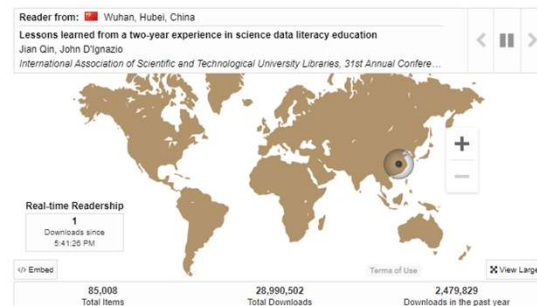 Reader from: Wuhan, Hubei, China
Lessons learned from a two-year experience in science data literacy education
Jian Qin, John D'Ignazio
International Association of Scientific and Technological University Libraries, 31st Annual Confere...
+
−
Real-time Readership
1
Downloads since
5:41:26 PM
</> Embed
Terms of Use
View Large
85,008
Total Items
28,990,502
Total Downloads
2,479,829
Downloads in the past year